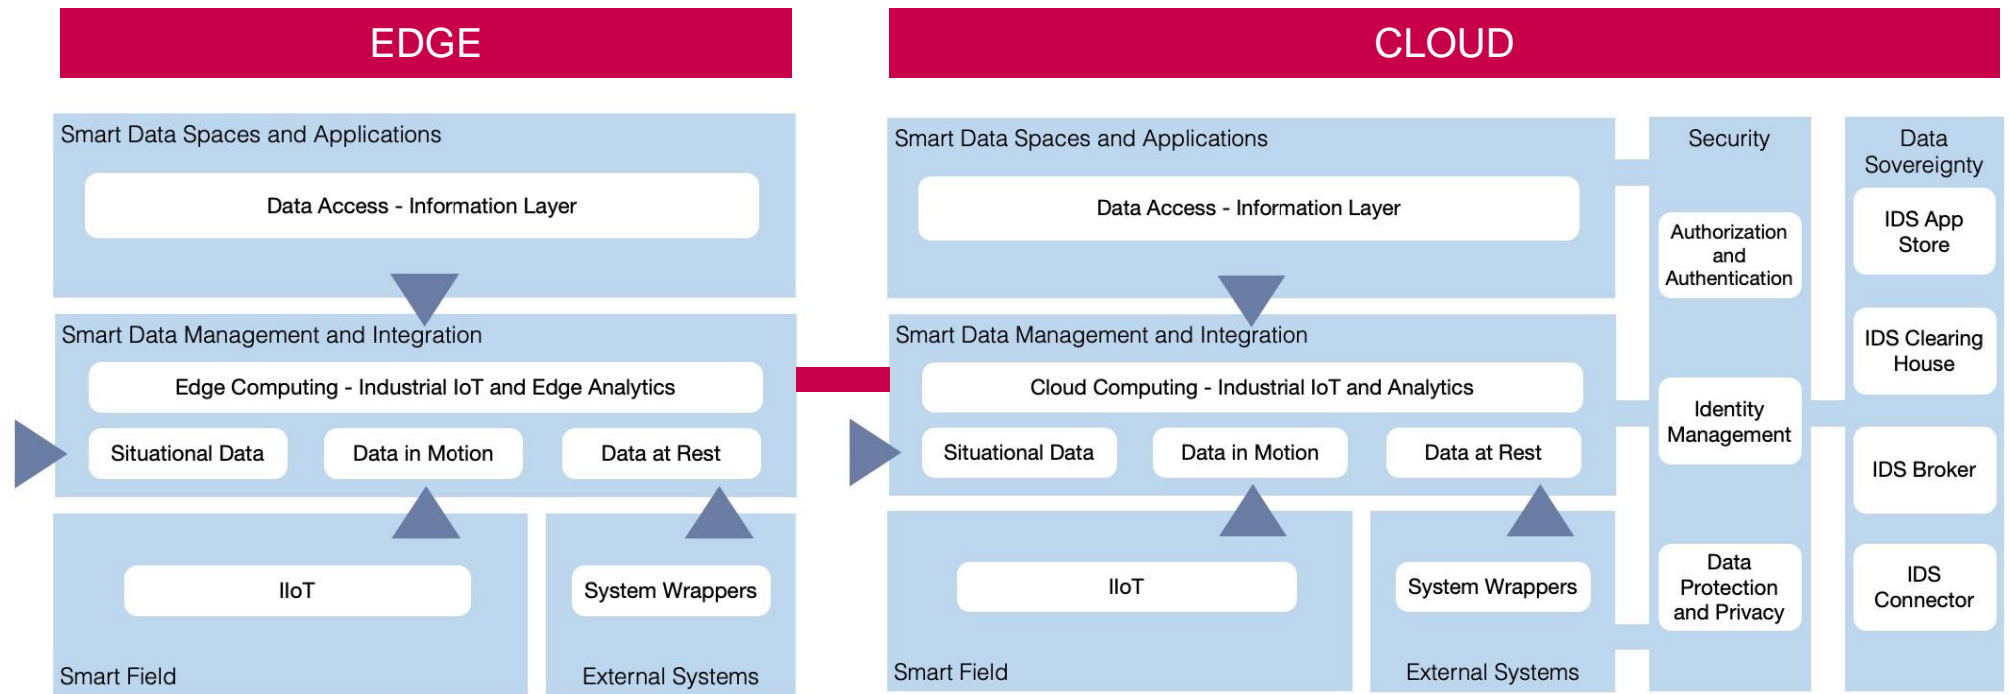 EDGE
Smart Data Spaces and Applications
Data Access - Information Layer
Smart Data Management and Integration
Edge Computing - Industrial IoT and Edge Analytics
Situational Data
Data in Motion
Data at Rest
IIoT
Smart Field
System Wrappers
External Systems
CLOUD
Smart Data Spaces and Applications
Data Access - Information Layer
Smart Data Management and Integration
Cloud Computing - Industrial IoT and Analytics
Situational Data
Data in Motion
Data at Rest
IIoT
Smart Field
System Wrappers
External Systems
Security
Authorization
and
Authentication
Identity
Management
Data
Protection
and Privacy
Data
Sovereignty
IDS App
Store
IDS Clearing
House
IDS Broker
IDS
Connector